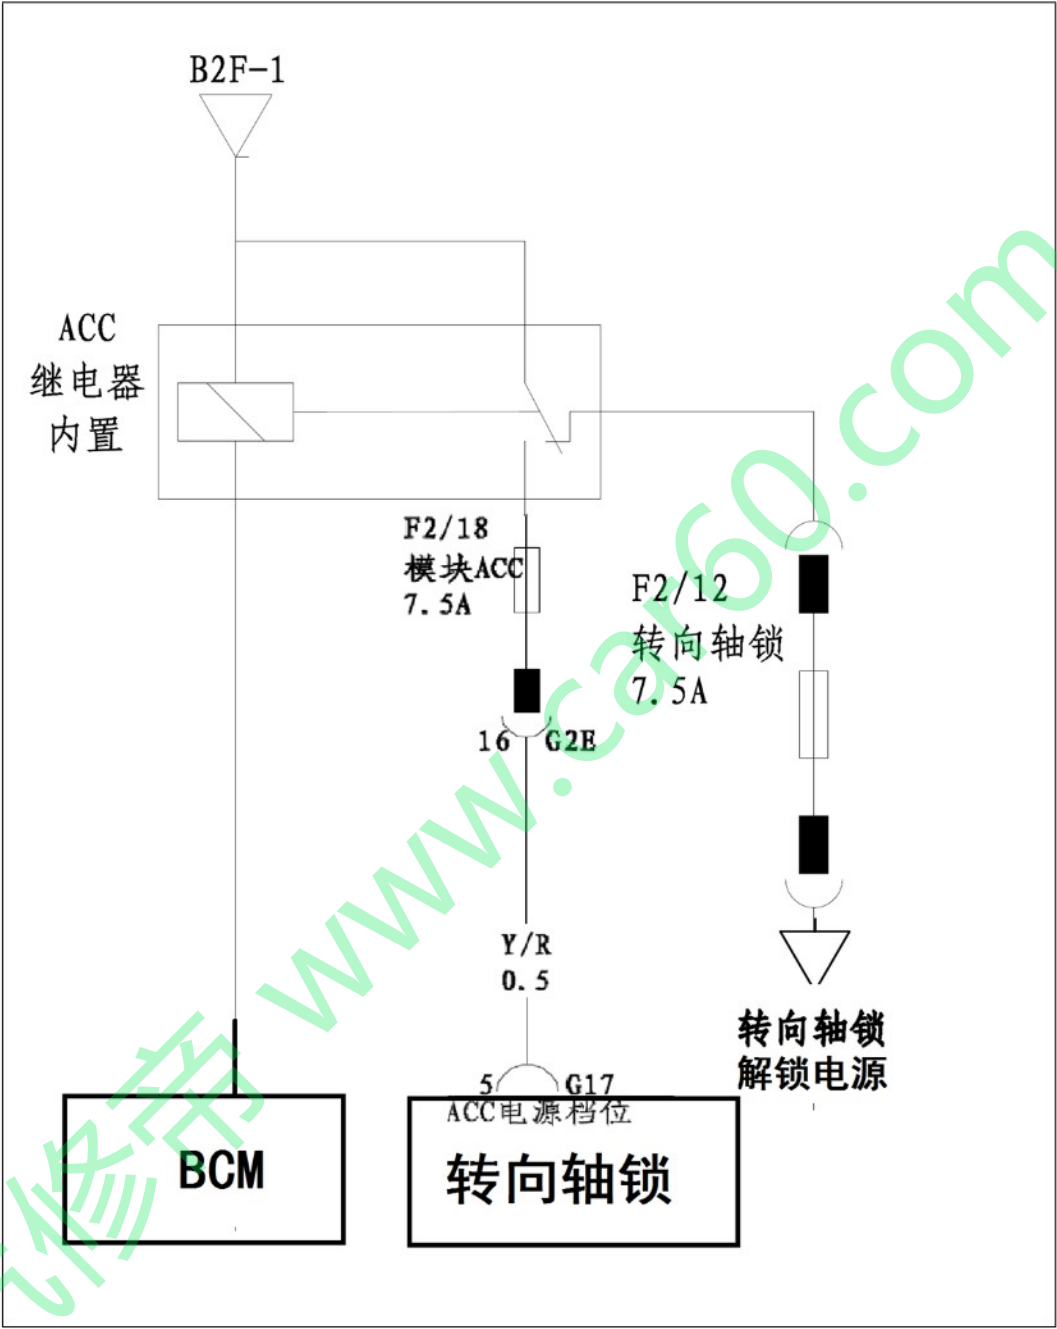 B2F-1
ACC
继电器
内置
F2/18
模块ACC
7.5A
F2/12
转向轴锁
7.5A
16 G2E
Y/R
0.5
转向轴锁
解锁电源
5 G17
ACC电源档位
BCM
转向轴锁
修帝 www.car60.com